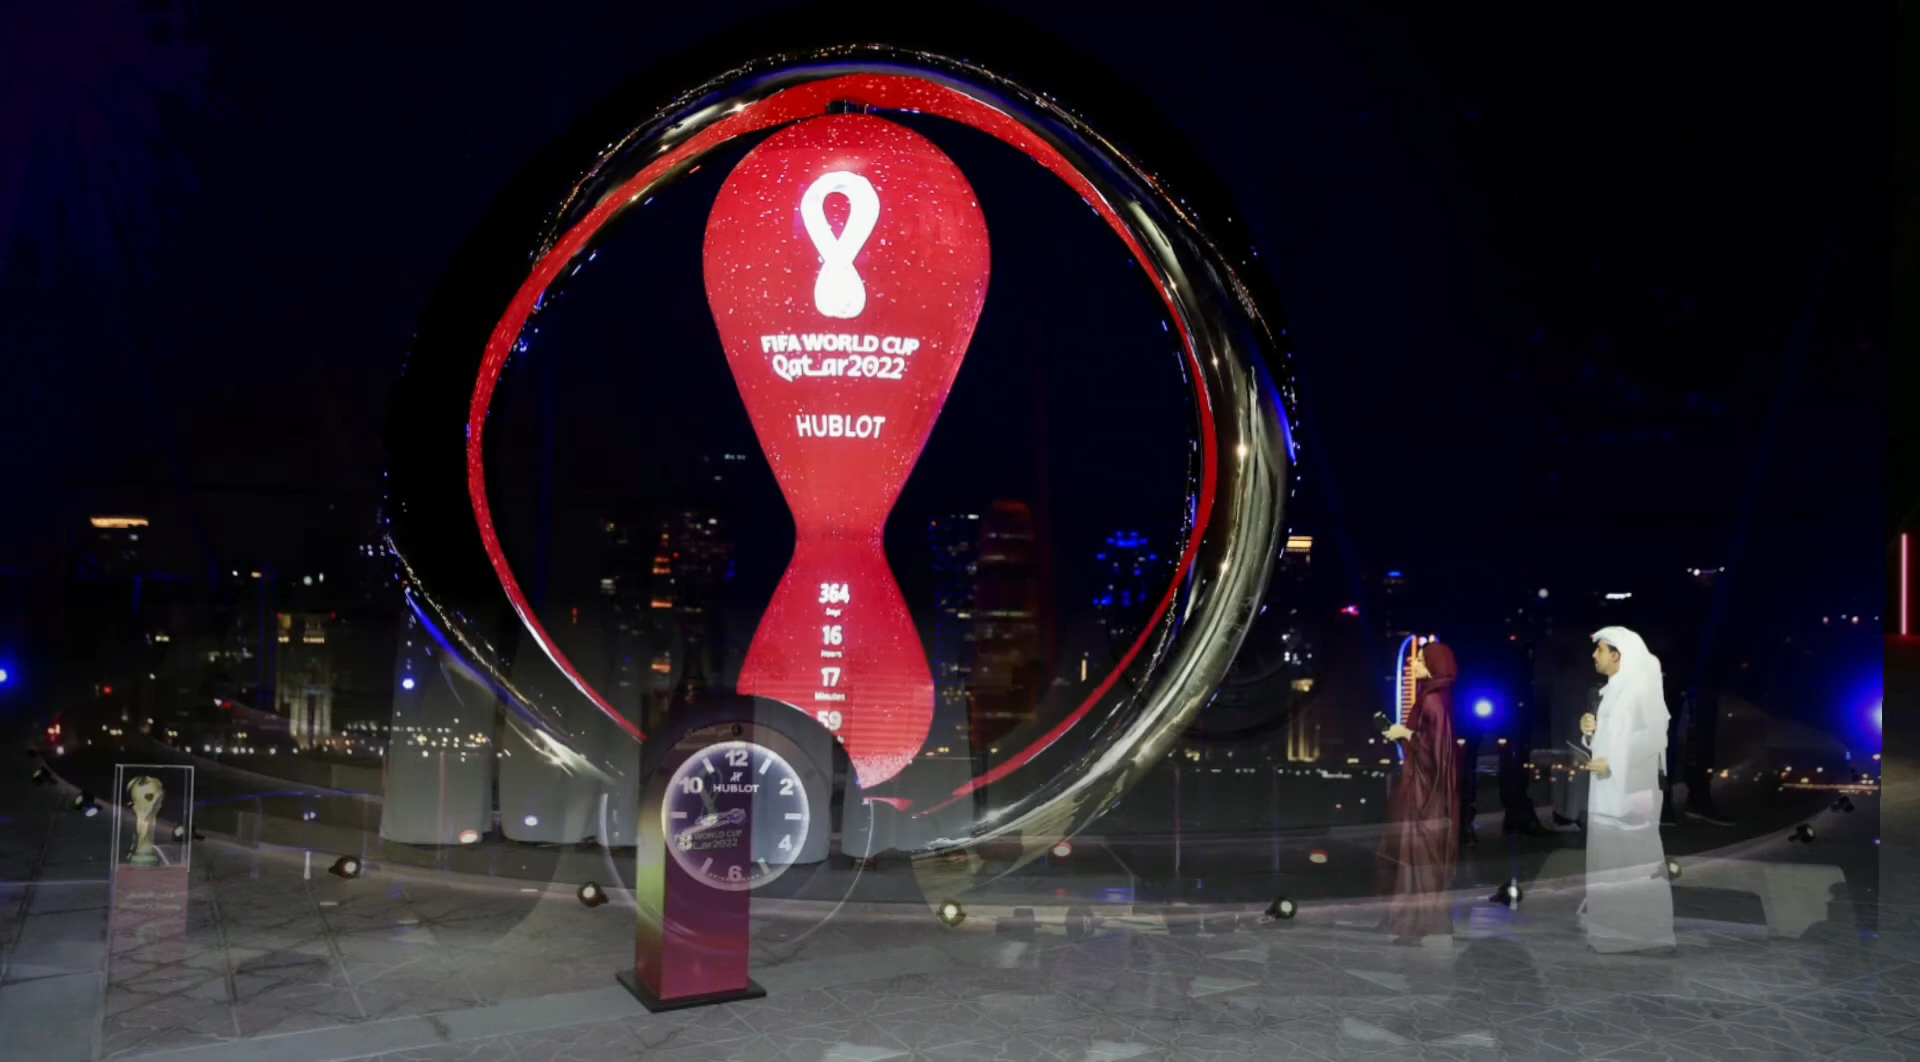 FIFA WORLD CUP
Qatar2022
HUBLOT
364
Days
16
Hours
17
Minutes
59
12
10
2
HUBLOT
4
WORLD CUP
6